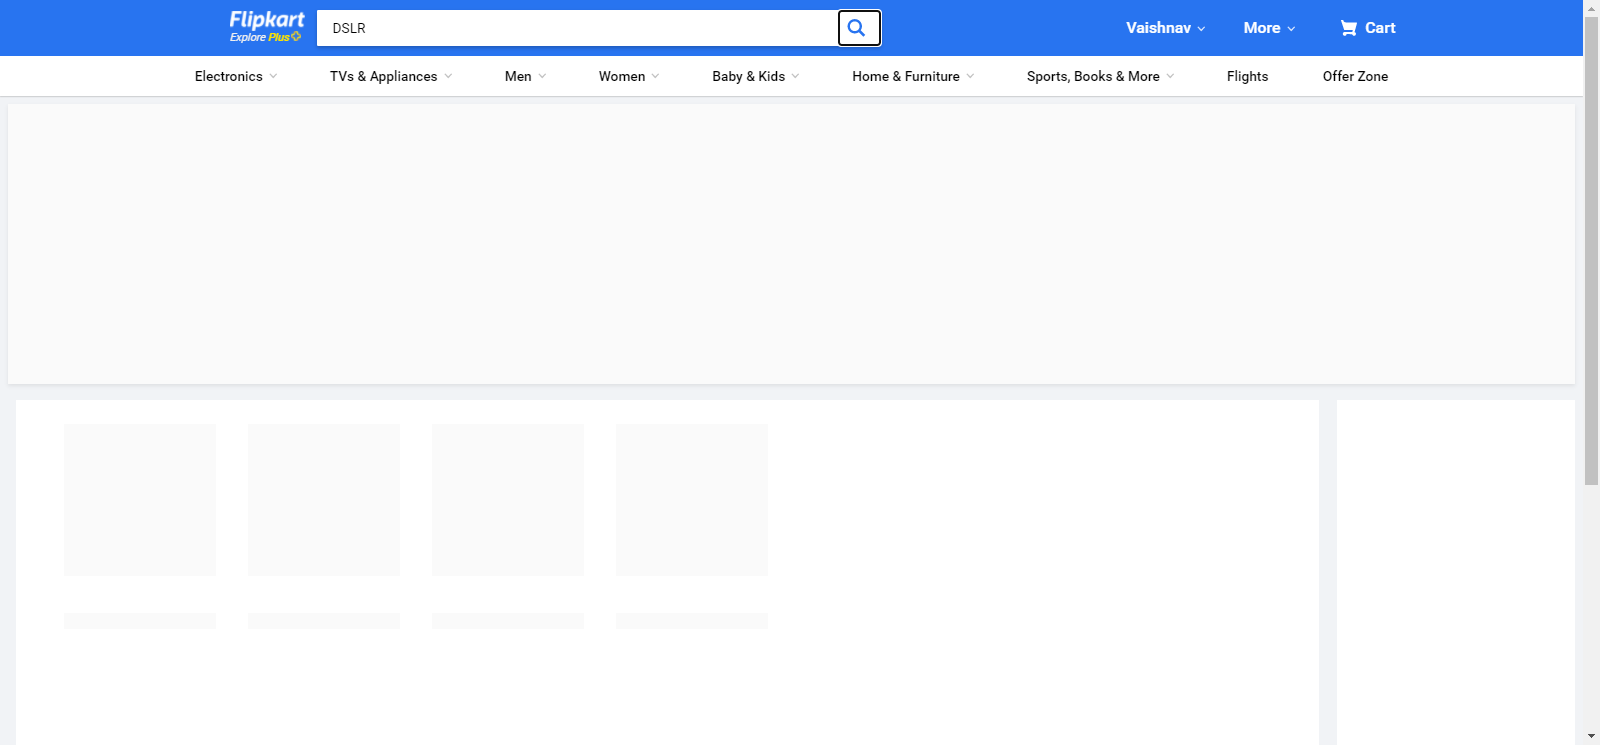 Flipkart
Explore Plus
DSLR
Vaishnav
More
Cart
Electronics
TVs & Appliances
Men
Women
Baby & Kids
Home & Furniture
Sports, Books & More
Flights
Offer Zone